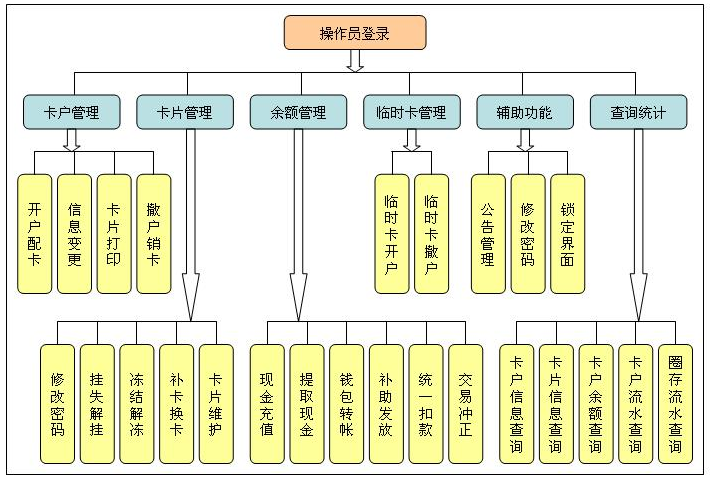 操作员登录
卡户管理
卡片管理
余额管理
临时卡管理
辅助功能
查询统计
开户配卡
信息变更
卡片打印
撤户销卡
临时卡开户
临时卡撤户
公告管理
修改密码
锁定界面
修改密码
挂失解挂
冻结解冻
补卡换卡
卡片维护
现金充值
提取现金
钱包转帐
补助发放
统一扣款
交易冲正
卡户信息查询
卡片信息查询
卡户余额查询
卡户流水查询
圈存流水查询